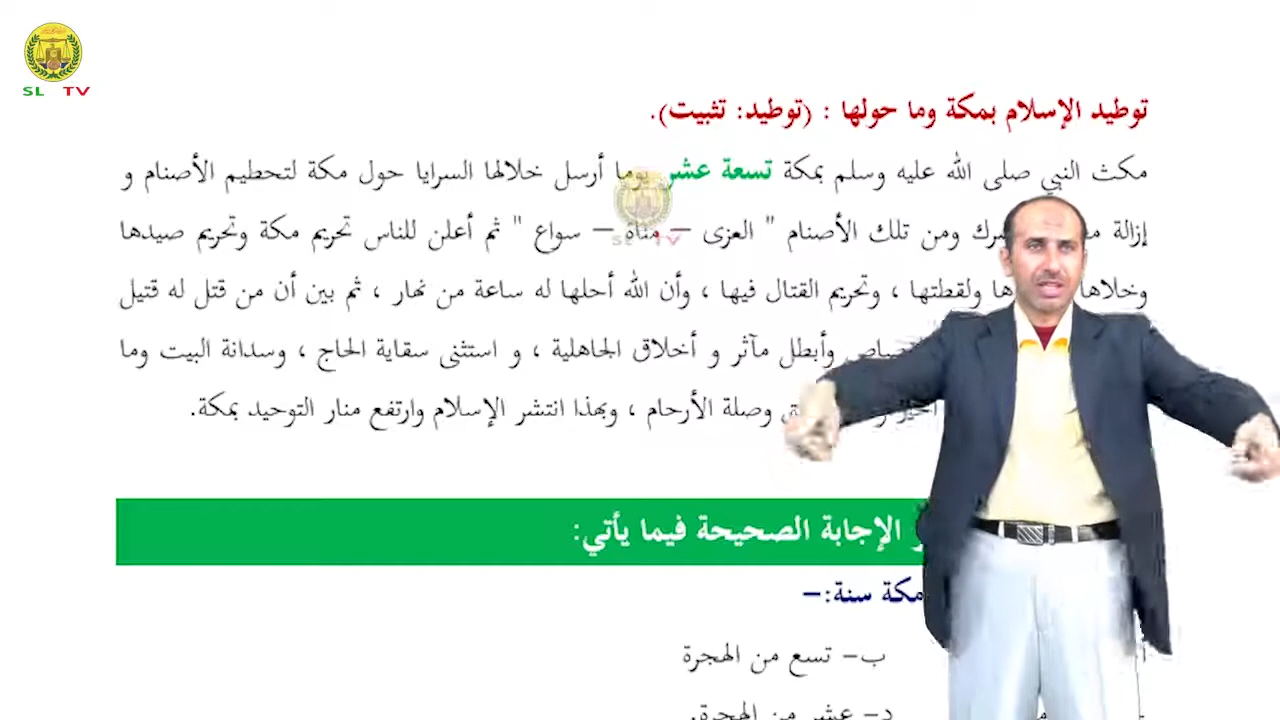 SL TV
توطيد الإسلام بمكة وما حولها : (توطيد: تثبيت).
مكث النبي صلى الله عليه وسلم بمكة تسعة عشر يوما أرسل خلالها السرايا حول مكة لتحطيم الأصنام و
إزالة ومن تلك الأصنام " العزى – مناة – سواع " ثم أعلن للناس تحريم مكة وتحريم صيدها
وخلاها ولقطتها ، وتحريم القتال فيها ، وأن الله أحلها له ساعة من نهار ، ثم بين أن من قتل له قتيل
وأبطل مآثر و أخلاق الجاهلية ، و استثنى سقاية الحاج ، وسدانة البيت وما
وصلة الأرحام ، وبهذا انتشر الإسلام وارتفع منار التوحيد بمكة.
الإجابة الصحيحة فيما يأتي:
مكة سنة:–
ب– تسع من الهجرة
د– عشر من الهجرة.